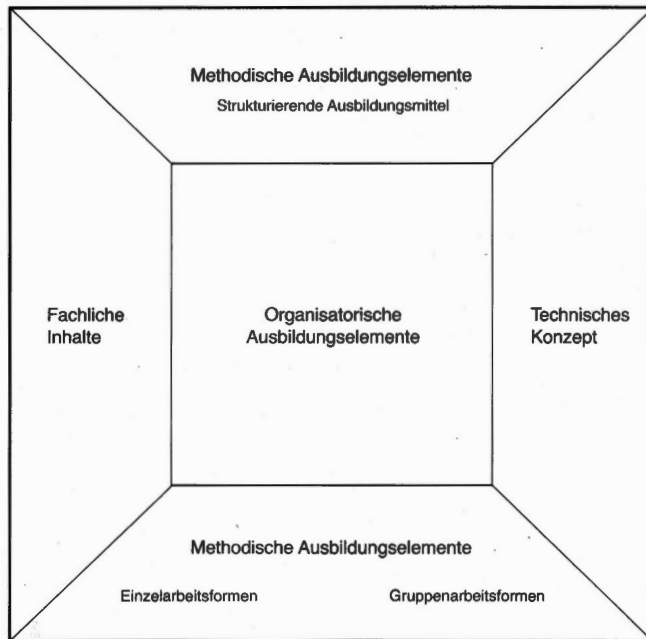 Methodische Ausbildungselemente
Strukturierende Ausbildungsmittel
Fachliche
Inhalte
Organisatorische
Ausbildungselemente
Technisches
Konzept
Methodische Ausbildungselemente
Einzelarbeitsformen
Gruppenarbeitsformen